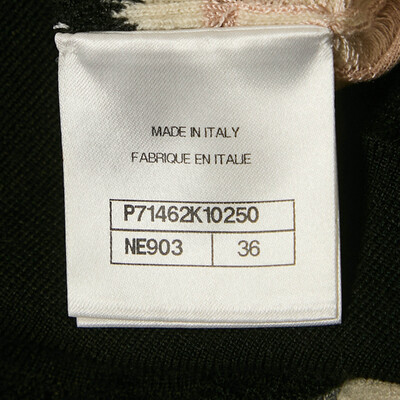 MADE IN ITALY
FABRIQUE EN ITALIE
P71462K10250
NE903 36